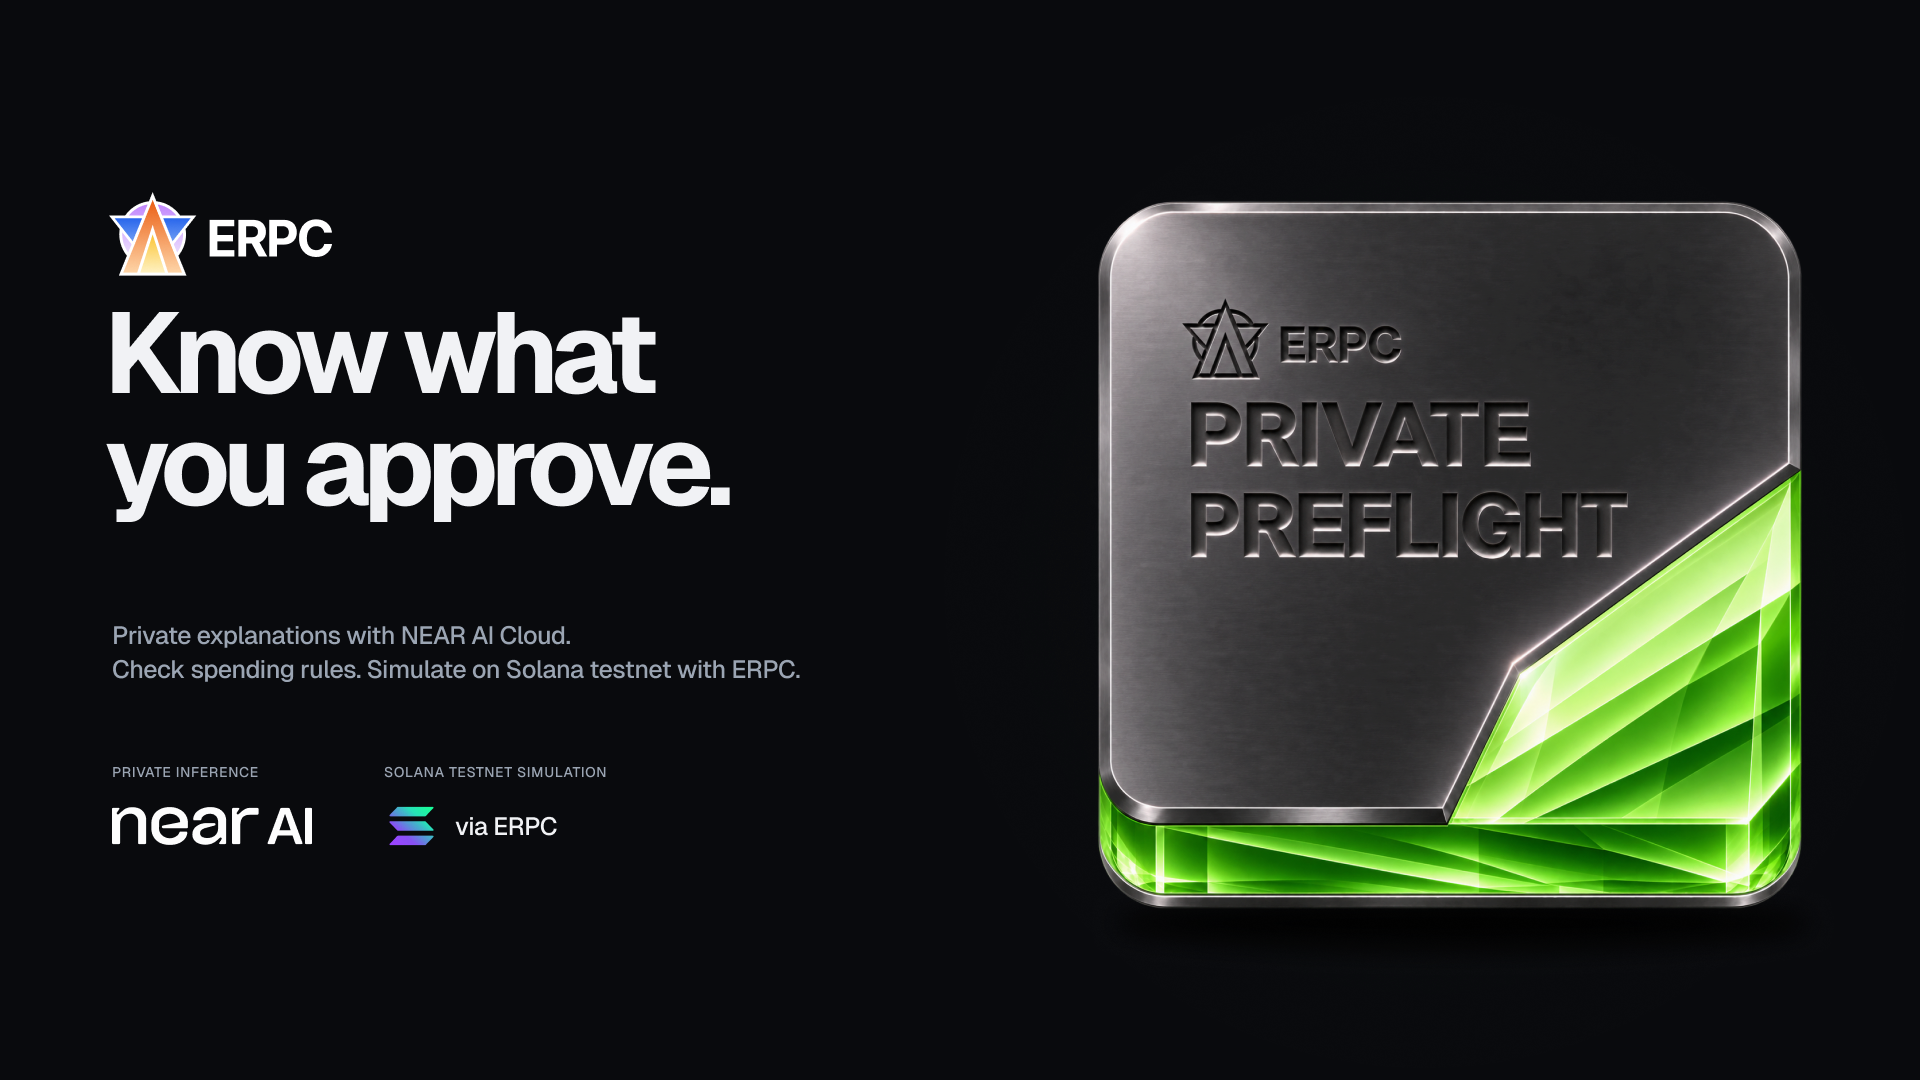 ERPC
Know what
you approve.
Private explanations with NEAR AI Cloud.
Check spending rules. Simulate on Solana testnet with ERPC.
PRIVATE INFERENCE
near AI
SOLANA TESTNET SIMULATION
via ERPC
ERPC
PRIVATE
PREFLIGHT